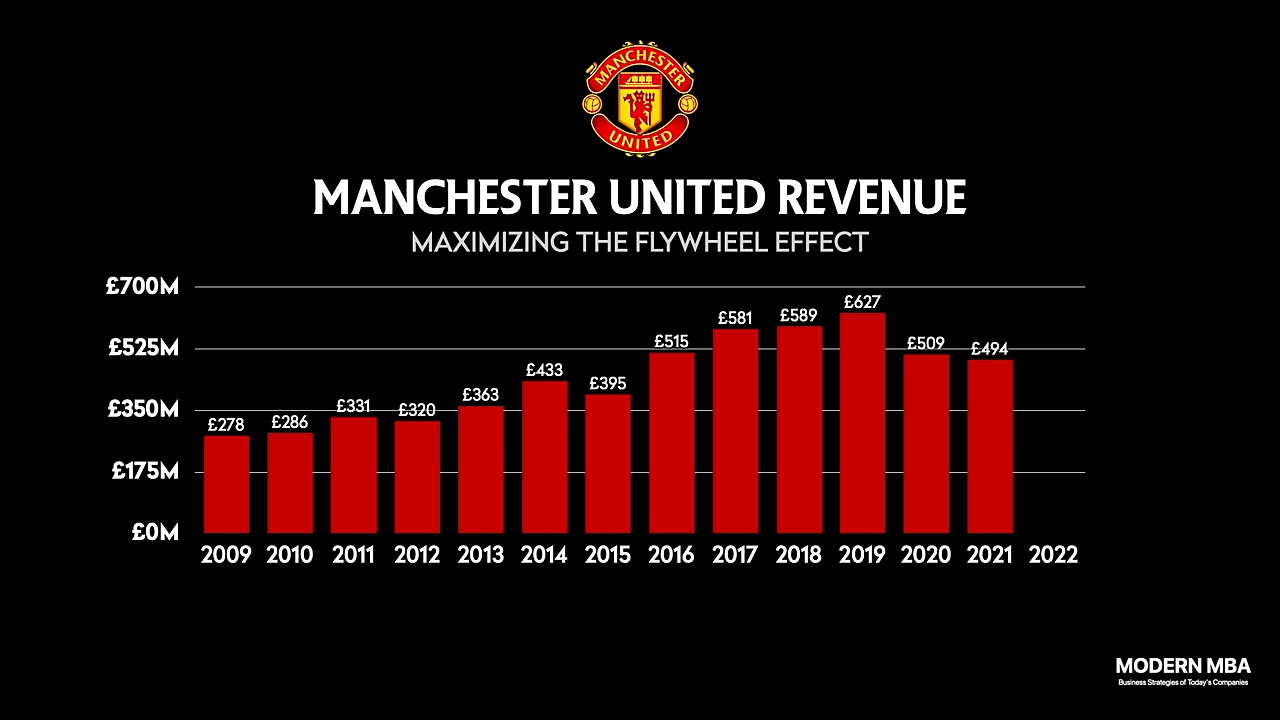 MANCHESTER
UNITED
MANCHESTER UNITED REVENUE
MAXIMIZING THE FLYWHEEL EFFECT
£700M
£525M
£350M
£175M
£0M
£278
£286
£331
£320
£363
£433
£395
£515
£581
£589
£627
£509
£494
2009 2010 2011 2012 2013 2014 2015 2016 2017 2018 2019 2020 2021 2022
MODERN MBA
Business Strategies of Today's Companies